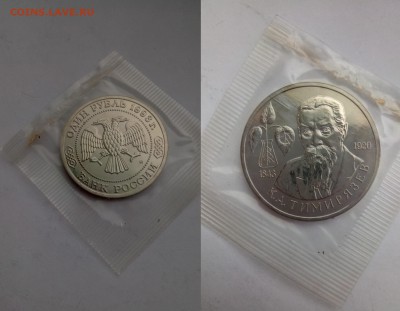 COINS.LAVE.RU
ОДИН РУБЛЬ 1993 г.
БАНК РОССИИ
1843
1920
К.А.ТИМИРЯЗЕВ